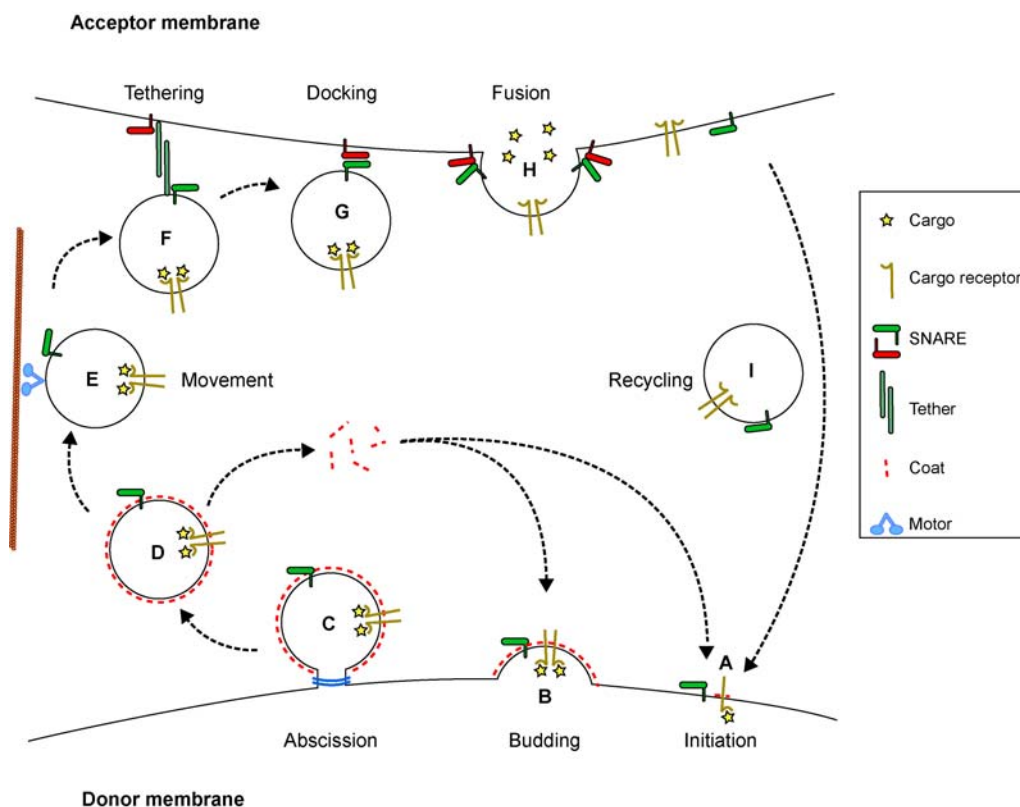 Acceptor membrane
Tethering
Docking
Fusion
H
G
F
Cargo
Cargo receptor
SNARE
Tether
Coat
Motor
E
Movement
Recycling
I
D
C
A
B
Abscission
Budding
Initiation
Donor membrane